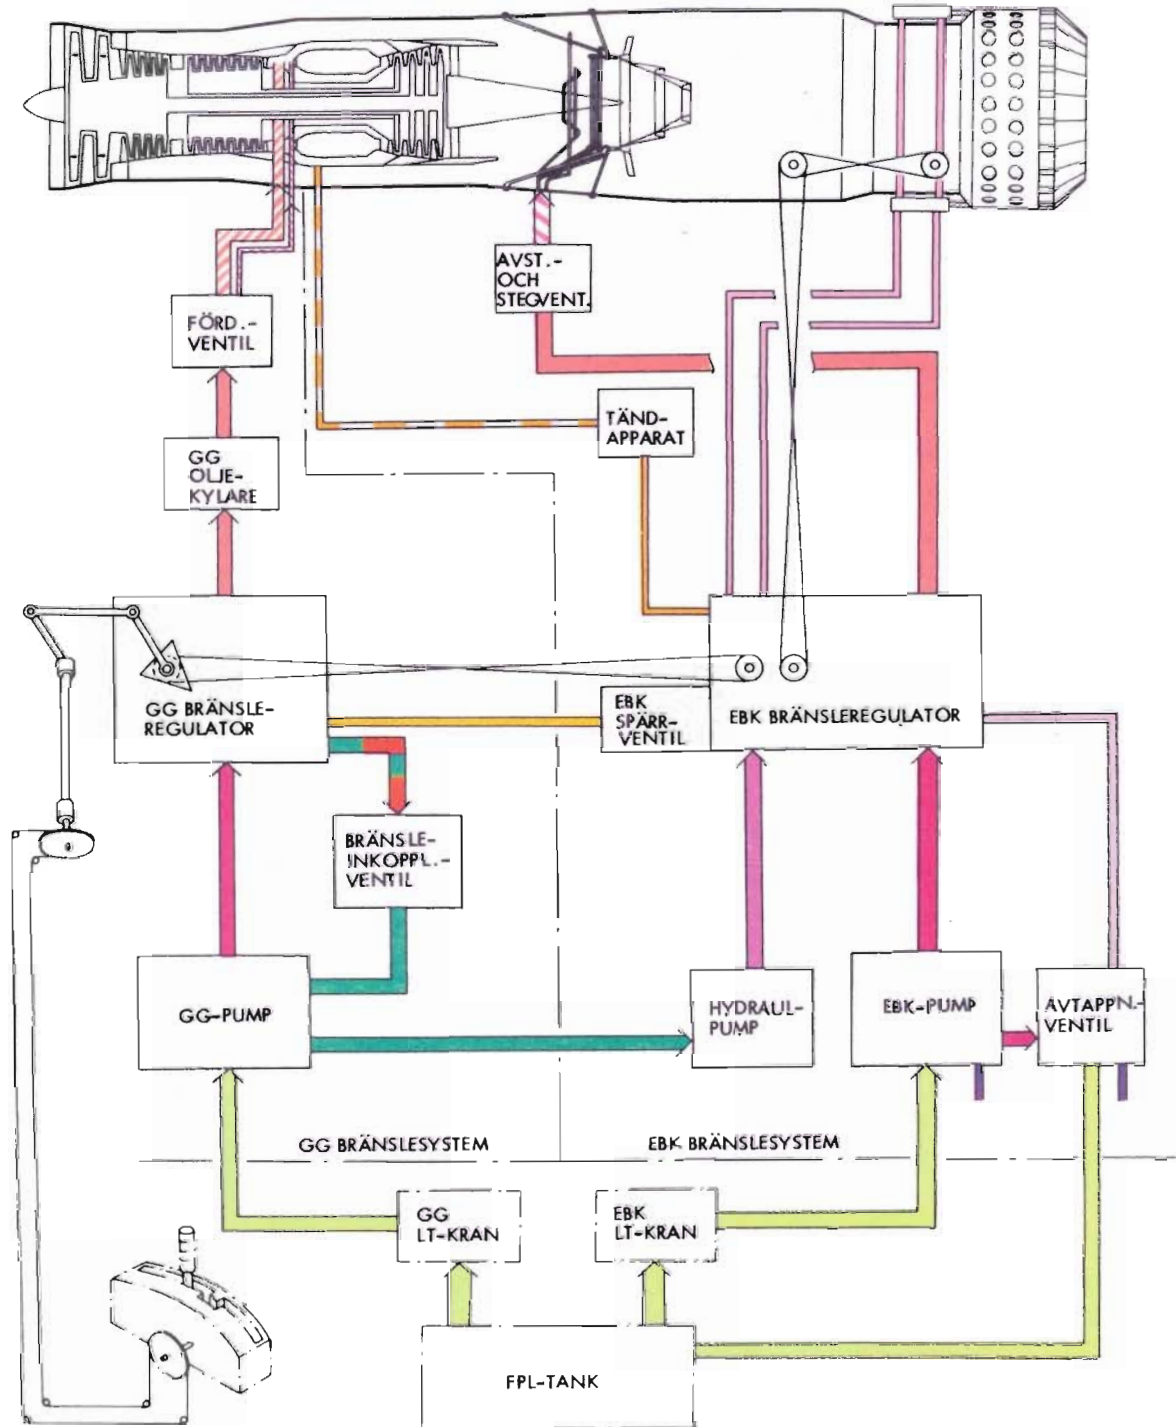 AVST.-
OCH
STEGVENT.
FÖRD.-
VENTIL
TÄND-
APPARAT
GG
OLJE-
KYLARE
GG BRÄNSLE-
REGULATOR
EBK
SPÄRR-
VENTIL
EBK BRÄNSLEREGULATOR
BRÄNSLE-
INKOPPL.-
VENTIL
GG-PUMP
HYDRAUL-
PUMP
EBK-PUMP
AVTAPPN.-
VENTIL
GG BRÄNSLESYSTEM
EBK BRÄNSLESYSTEM
GG
LT-KRAN
EBK
LT-KRAN
FPL-TANK